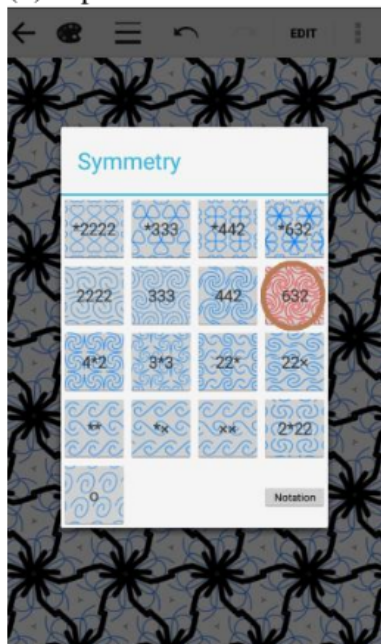 EDIT
Symmetry
*2222 *333 *442 *632
2222 333 442 632
4*2 3*3 22* 22×
** *× ×× 2*22
o
Notation